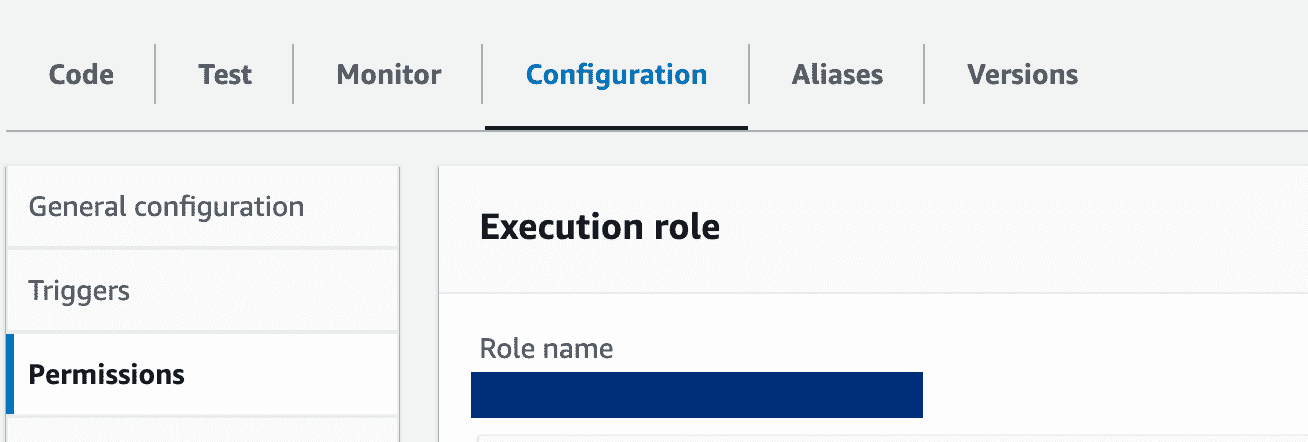 Code Test Monitor Configuration Aliases Versions
General configuration
Triggers
Permissions
Execution role
Role name